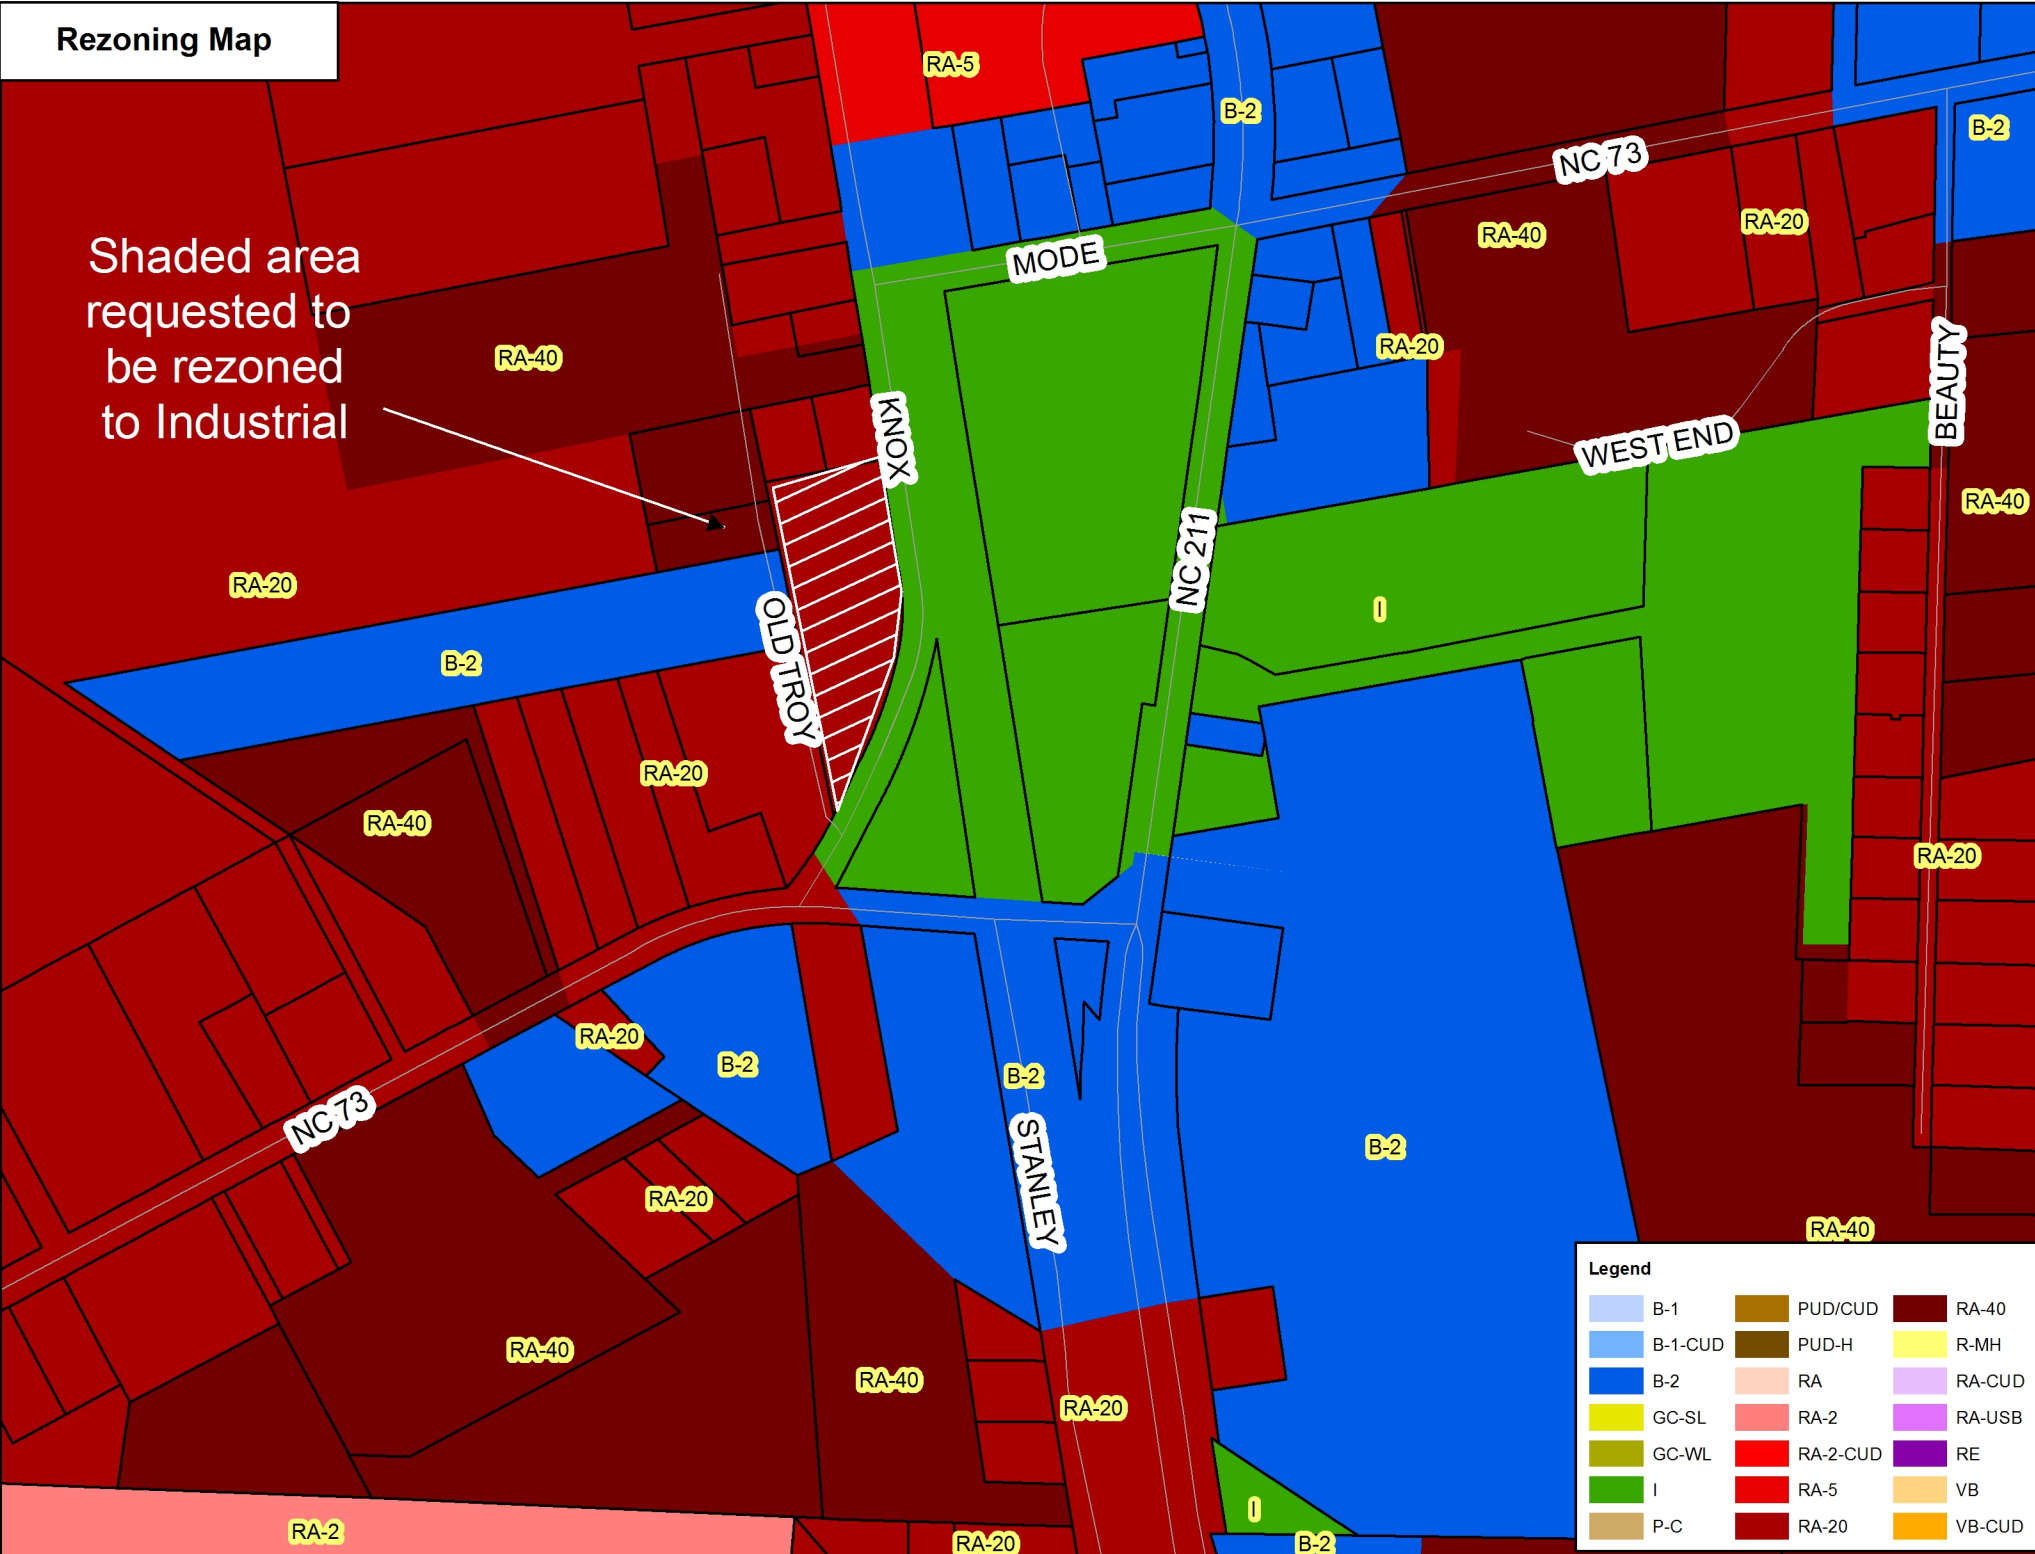 Rezoning Map
RA-5
B-2
B-2
NC 73
RA-40
RA-20
Shaded area
requested to
be rezoned
to Industrial
MODE
RA-40
RA-20
KNOX
BEAUTY
WEST END
RA-40
NC 211
RA-20
I
OLD TROY
B-2
RA-20
RA-40
RA-20
RA-20
B-2
B-2
NC 73
STANLEY
B-2
RA-20
RA-40
RA-40
RA-40
RA-20
I
RA-2
RA-20
B-2
Legend
B-1
B-1-CUD
B-2
GC-SL
GC-WL
I
P-C
PUD/CUD
PUD-H
RA
RA-2
RA-2-CUD
RA-5
RA-20
RA-40
R-MH
RA-CUD
RA-USB
RE
VB
VB-CUD